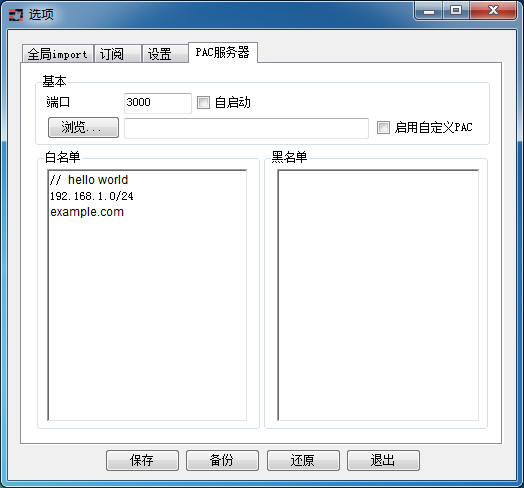 选项
全局import 订阅 设置 PAC服务器
基本
端口 3000 自启动
浏览... 启用自定义PAC
白名单 黑名单
// hello world
192.168.1.0/24
example.com
保存 备份 还原 退出